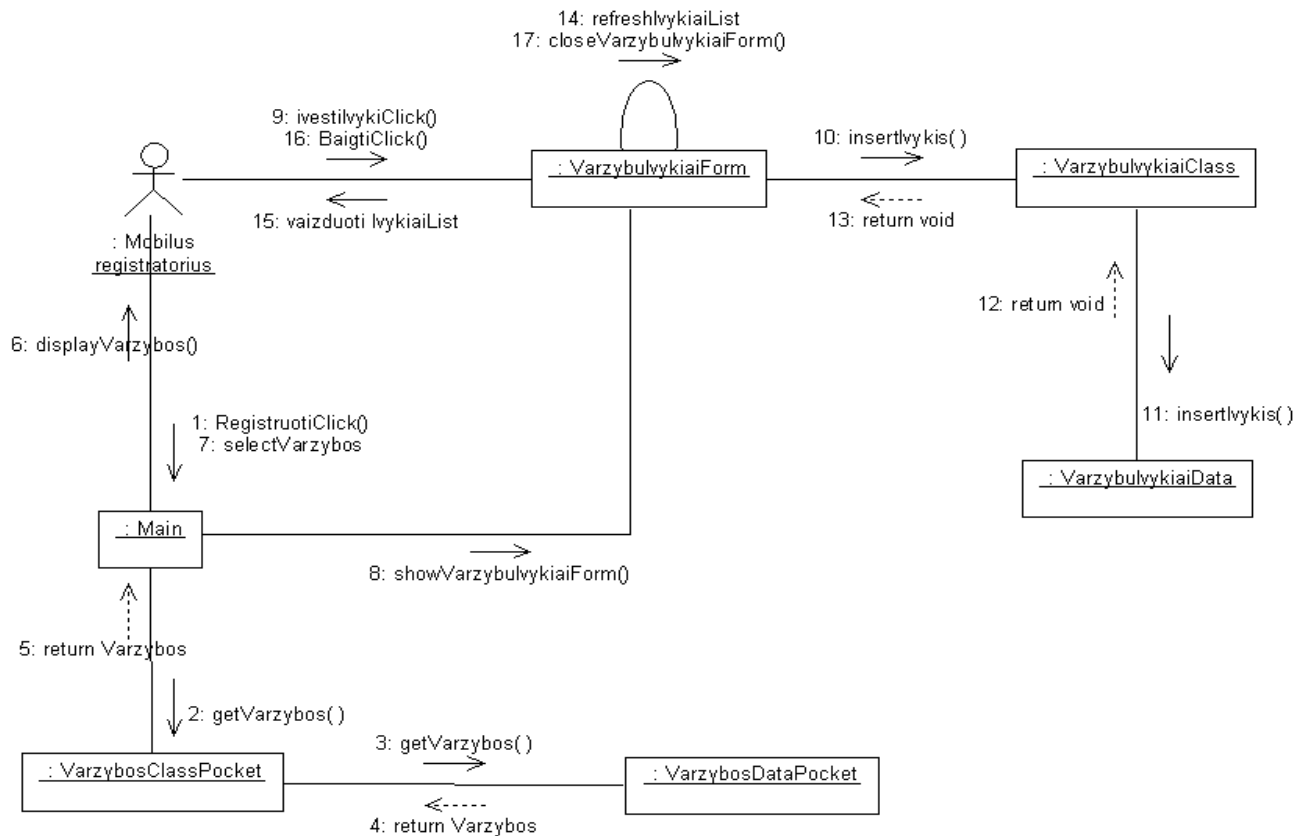 14: refreshIvykiaiList
17: closeVarzybuIvykiaiForm()
9: ivestiIvykiClick()
16: BaigtiClick()
10: insertIvykis( )
: VarzybuIvykiaiForm
: VarzybuIvykiaiClass
15: vaizduoti IvykiaiList
13: return void
: Mobilus
registratorius
12: return void
6: displayVarzybos()
1: RegistruotiClick()
7: selectVarzybos
11: insertIvykis( )
: VarzybuIvykiaiData
: Main
8: showVarzybuIvykiaiForm()
5: return Varzybos
2: getVarzybos( )
3: getVarzybos( )
: VarzybosClassPocket
: VarzybosDataPocket
4: return Varzybos